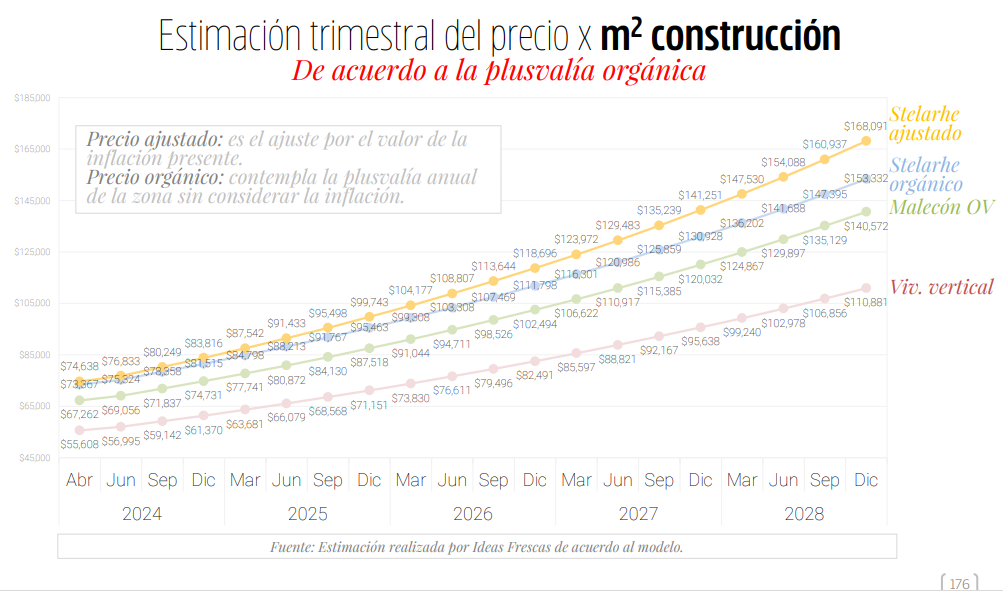 Estimación trimestral del precio x m² construcción
De acuerdo a la plusvalía orgánica
$185,000
$165,000
$145,000
$125,000
$105,000
$85,000
$65,000
$45,000
Precio ajustado: es el ajuste por el valor de la
inflación presente.
Precio orgánico: contempla la plusvalía anual
de la zona sin considerar la inflación.
Stelarhe
ajustado
Stelarhe
orgánico
Malecón OV
Viv. vertical
$74,638 $76,833 $80,249 $83,816 $87,542 $91,433 $95,498 $99,743 $104,177 $108,807 $113,644 $118,696 $123,972 $129,483 $135,239 $141,251 $147,530 $154,088 $160,937 $168,091
$75,324 $81,515 $84,798 $88,213 $91,767 $95,463 $99,308 $103,308 $107,469 $111,798 $116,301 $120,986 $125,859 $130,928 $136,202 $141,688 $147,395 $153,332
$67,262 $69,056 $71,837 $74,731 $77,741 $80,872 $84,130 $87,518 $91,044 $94,711 $98,526 $102,494 $106,622 $110,917 $115,385 $120,032 $124,867 $129,897 $135,129 $140,572
$55,608 $56,995 $59,142 $61,370 $63,681 $66,079 $68,568 $71,151 $73,830 $76,611 $79,496 $82,491 $85,597 $88,821 $92,167 $95,638 $99,240 $102,978 $106,856 $110,881
Abr Jun Sep Dic Mar Jun Sep Dic Mar Jun Sep Dic Mar Jun Sep Dic Mar Jun Sep Dic
2024 2025 2026 2027 2028
Fuente: Estimación realizada por Ideas Frescas de acuerdo al modelo.
176